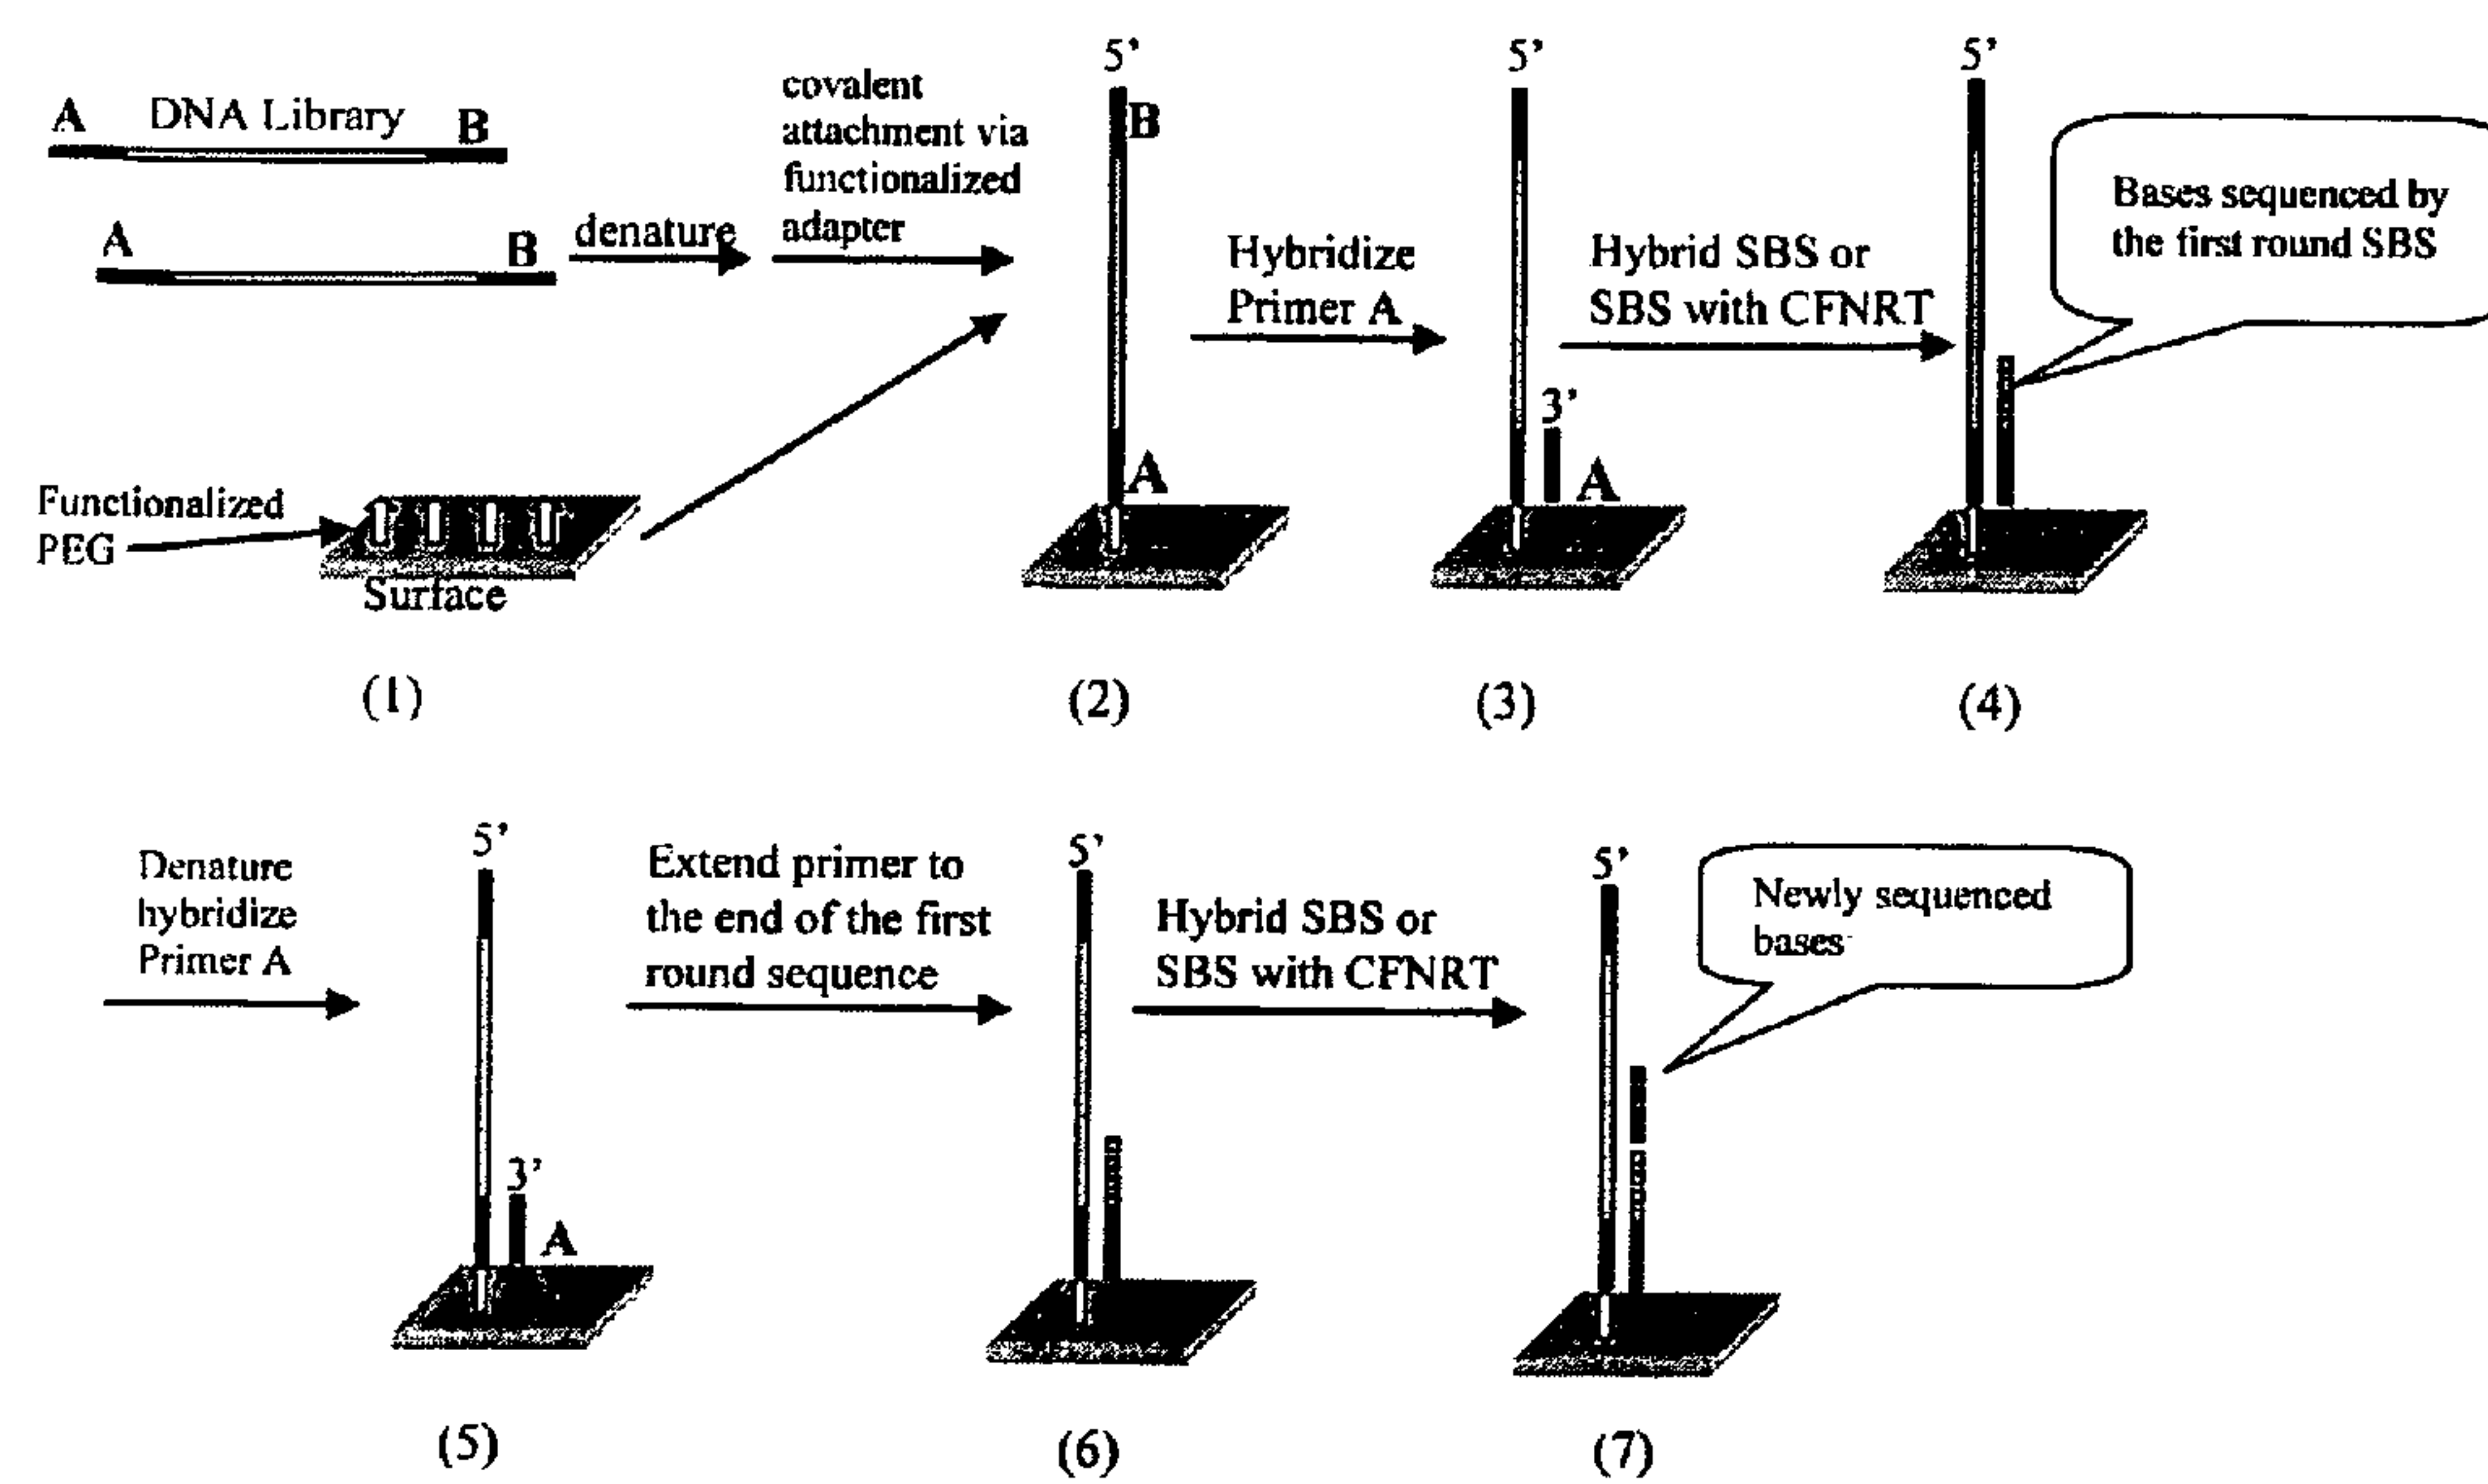 A DNA Library B
A B
denature
covalent
attachment via
functionalized
adapter
Functionalized
PEG
Surface
(1)
5’
B
A
(2)
Hybridize
Primer A
5’
3’
A
(3)
Hybrid SBS or
SBS with CFNRT
5’
Bases sequenced by
the first round SBS
(4)
Denature
hybridize
Primer A
5’
3’
A
(5)
Extend primer to
the end of the first
round sequence
5’
(6)
Hybrid SBS or
SBS with CFNRT
5’
Newly sequenced
bases
(7)